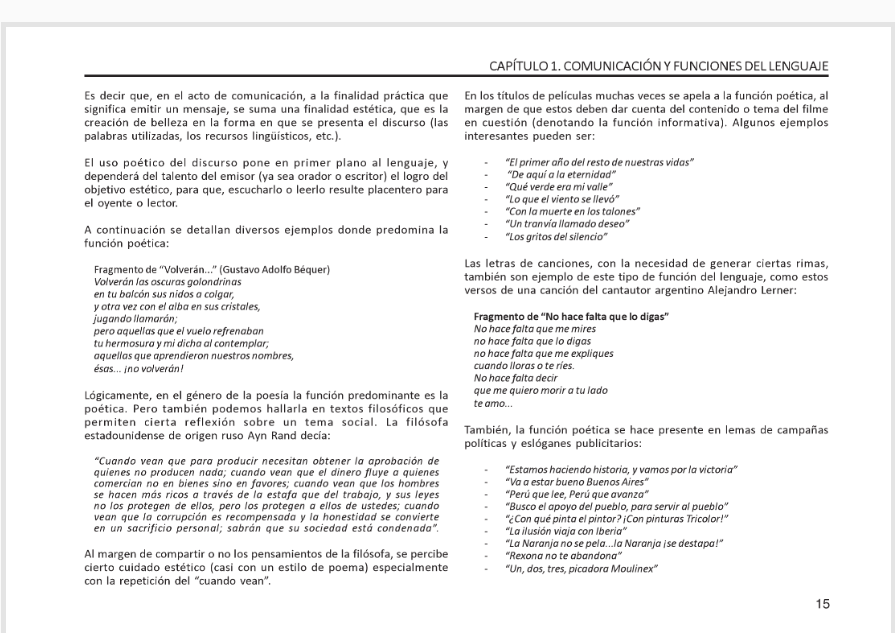 CAPÍTULO 1. COMUNICACIÓN Y FUNCIONES DEL LENGUAJE
Es decir que, en el acto de comunicación, a la finalidad práctica que
significa emitir un mensaje, se suma una finalidad estética, que es la
creación de belleza en la forma en que se presenta el discurso (las
palabras utilizadas, los recursos lingüísticos, etc.).
El uso poético del discurso pone en primer plano al lenguaje, y
dependerá del talento del emisor (ya sea orador o escritor) el logro del
objetivo estético, para que, escucharlo o leerlo resulte placentero para
el oyente o lector.
A continuación se detallan diversos ejemplos donde predomina la
función poética:
Fragmento de “Volverán...” (Gustavo Adolfo Béquer)
Volverán las oscuras golondrinas
en tu balcón sus nidos a colgar,
y otra vez con el alba en sus cristales,
jugando llamarán;
pero aquellas que el vuelo refrenaban
tu hermosura y mi dicha al contemplar;
aquellas que aprendieron nuestros nombres,
ésas... ¡no volverán!
Lógicamente, en el género de la poesía la función predominante es la
poética. Pero también podemos hallarla en textos filosóficos que
permiten cierta reflexión sobre un tema social. La filósofa
estadounidense de origen ruso Ayn Rand decía:
“Cuando vean que para producir necesitan obtener la aprobación de
quienes no producen nada; cuando vean que el dinero fluye a quienes
comercian no en bienes sino en favores; cuando vean que los hombres
se hacen más ricos a través de la estafa que del trabajo, y sus leyes
no los protegen de ellos, pero los protegen a ellos de ustedes; cuando
vean que la corrupción es recompensada y la honestidad se convierte
en un sacrificio personal; sabrán que su sociedad está condenada”.
Al margen de compartir o no los pensamientos de la filósofa, se percibe
cierto cuidado estético (casi con un estilo de poema) especialmente
con la repetición del “cuando vean”.
En los títulos de películas muchas veces se apela a la función poética, al
margen de que estos deben dar cuenta del contenido o tema del filme
en cuestión (denotando la función informativa). Algunos ejemplos
interesantes pueden ser:
- “El primer año del resto de nuestras vidas”
- “De aquí a la eternidad”
- “Qué verde era mi valle”
- “Lo que el viento se llevó”
- “Con la muerte en los talones”
- “Un tranvía llamado deseo”
- “Los gritos del silencio”
Las letras de canciones, con la necesidad de generar ciertas rimas,
también son ejemplo de este tipo de función del lenguaje, como estos
versos de una canción del cantautor argentino Alejandro Lerner:
Fragmento de “No hace falta que lo digas”
No hace falta que me mires
no hace falta que lo digas
no hace falta que me expliques
cuando lloras o te ríes.
No hace falta decir
que me quiero morir a tu lado
te amo...
También, la función poética se hace presente en lemas de campañas
políticas y eslóganes publicitarios:
- “Estamos haciendo historia, y vamos por la victoria”
- “Va a estar bueno Buenos Aires”
- “Perú que lee, Perú que avanza”
- “Busco el apoyo del pueblo, para servir al pueblo”
- “¿Con qué pinta el pintor? ¡Con pinturas Tricolor!”
- “La ilusión viaja con Iberia”
- “La Naranja no se pela...la Naranja ¡se destapa!”
- “Rexona no te abandona”
- “Un, dos, tres, picadora Moulinex”
15